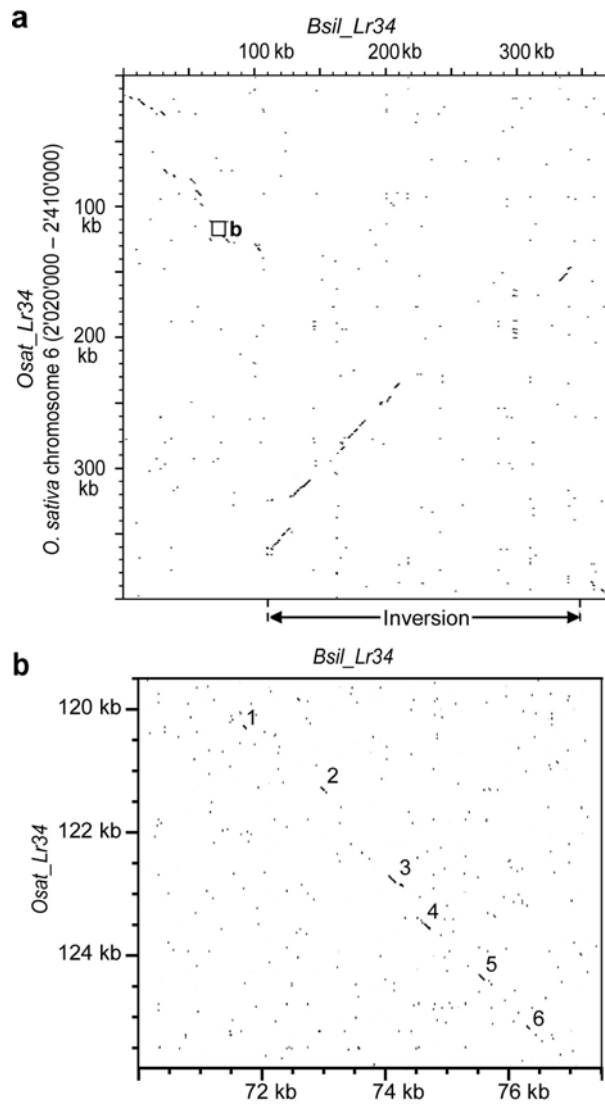 a
Bsil_Lr34
100 kb 200 kb 300 kb
100
kb
200
kb
300
kb
Osat_Lr34
O. sativa chromosome 6 (2'020'000 – 2'410'000)
b
Inversion
b
Bsil_Lr34
120 kb
122 kb
124 kb
Osat_Lr34
1
2
3
4
5
6
72 kb 74 kb 76 kb